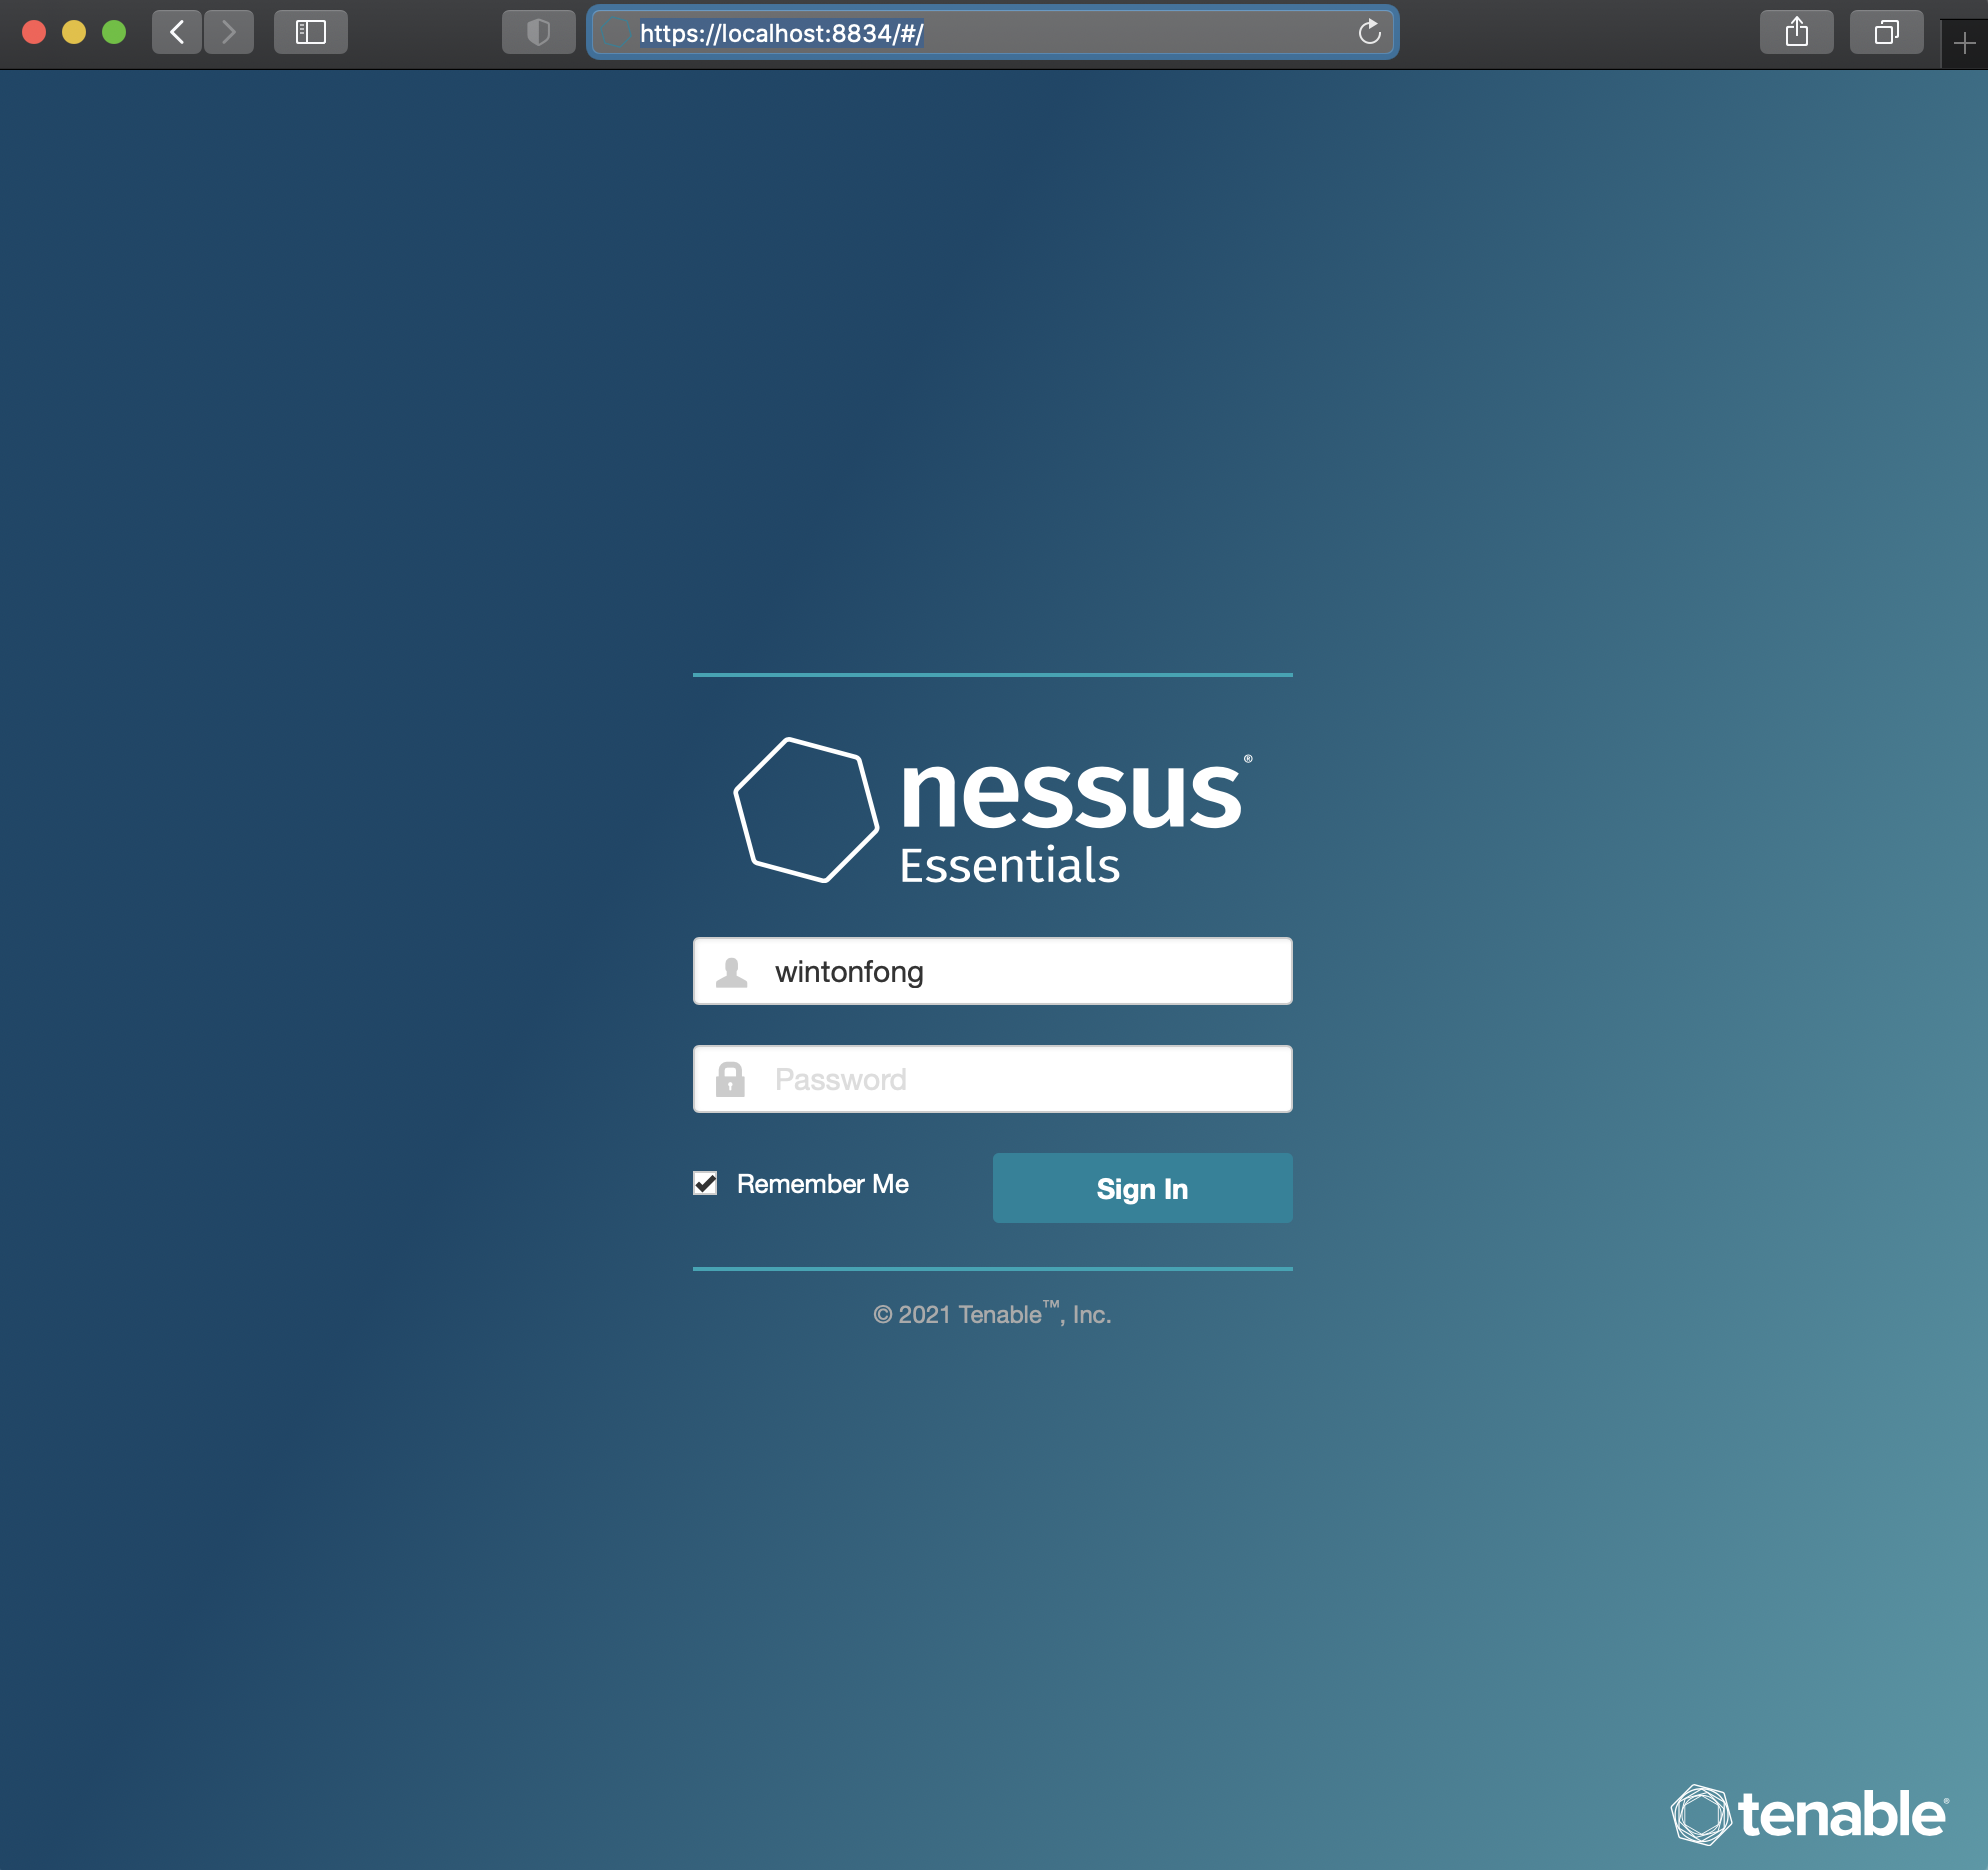 https://localhost:8834/#/
nessus®
Essentials
wintonfong
Password
Remember Me
Sign In
© 2021 Tenable™, Inc.
tenable®